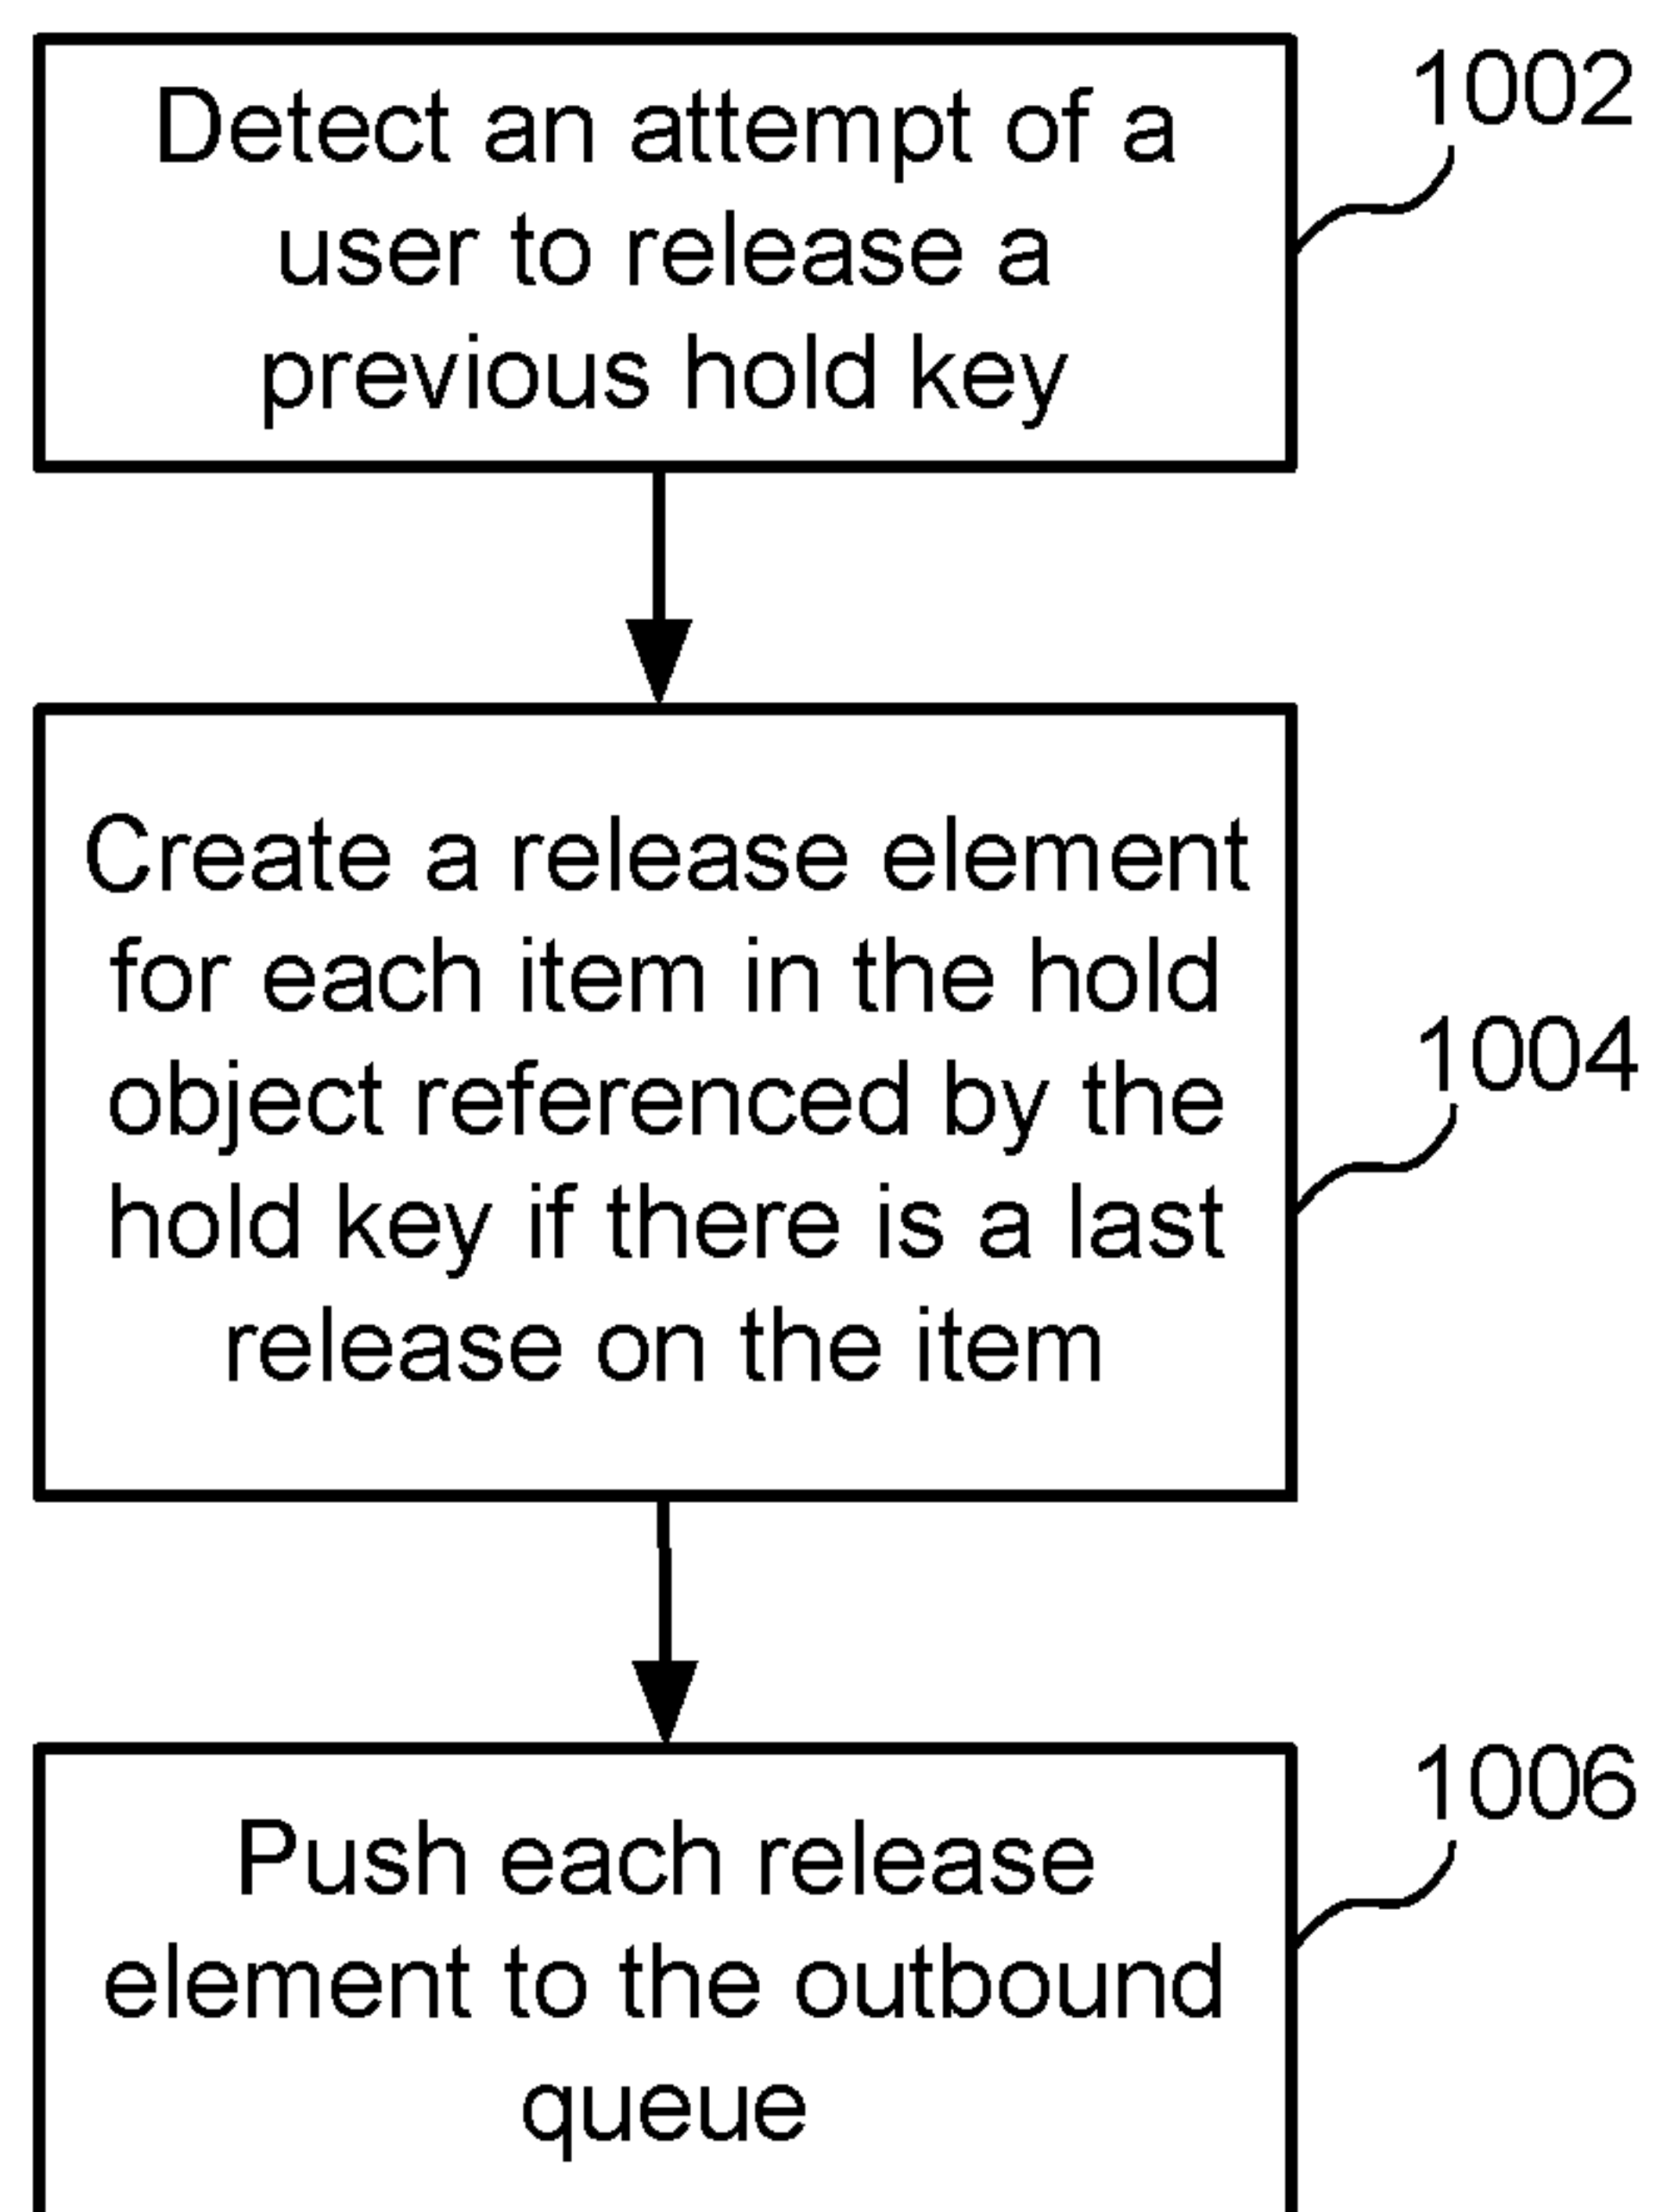 Detect an attempt of a
user to release a
previous hold key
1002
Create a release element
for each item in the hold
object referenced by the
hold key if there is a last
release on the item
1004
Push each release
element to the outbound
queue
1006